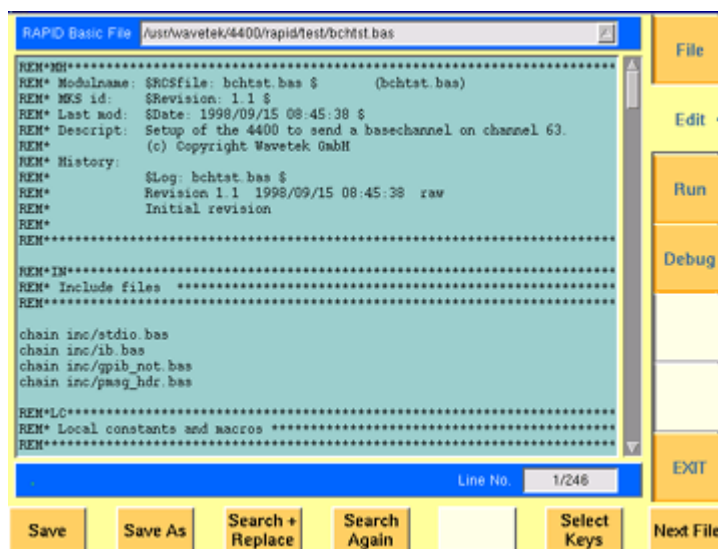 RAPID Basic File /usr/wavetek/4400/rapid/test/bchtst.bas
File
Edit
Run
Debug
EXIT
REM*MH************************************************************************
REM* Modulname: $RCSfile: bchtst.bas $ (bchtst.bas)
REM* MKS id: $Revision: 1.1 $
REM* Last mod: $Date: 1998/09/15 08:45:38 $
REM* Descript: Setup of the 4400 to send a basechannel on channel 63.
REM* (c) Copyright Wavetek GmbH
REM* History:
REM* $Log: bchtst.bas $
REM* Revision 1.1 1998/09/15 08:45:38 raw
REM* Initial revision
REM*
REM***************************************************************************
REM*IN************************************************************************
REM* Include files ***********************************************************
REM***************************************************************************
chain inc/stdio.bas
chain inc/ib.bas
chain inc/gpib_not.bas
chain inc/pmsg_hdr.bas
REM*LC************************************************************************
REM* Local constants and macros **********************************************
REM***************************************************************************
Line No. 1/246
Save
Save As
Search +
Replace
Search
Again
Select
Keys
Next File